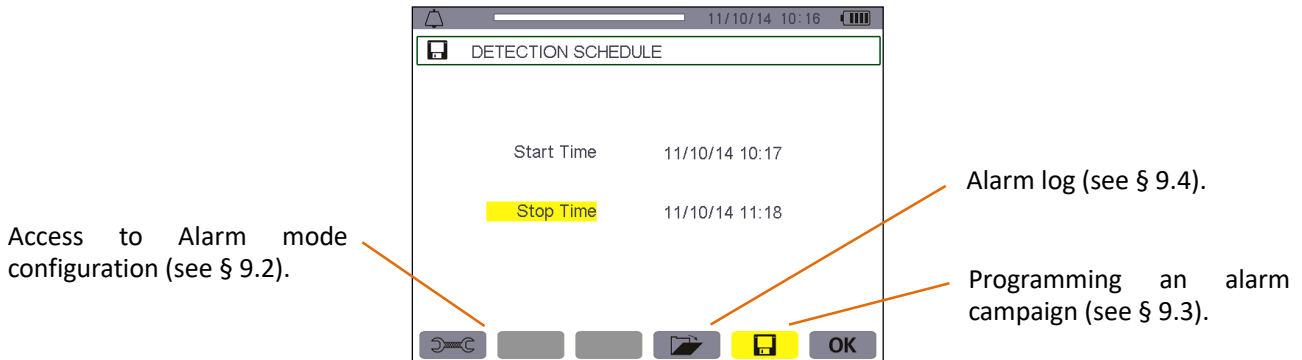 11/10/14 10:16
DETECTION SCHEDULE
Start Time 11/10/14 10:17
Stop Time 11/10/14 11:18
OK
Access to Alarm mode
configuration (see § 9.2).
Alarm log (see § 9.4).
Programming an alarm
campaign (see § 9.3).